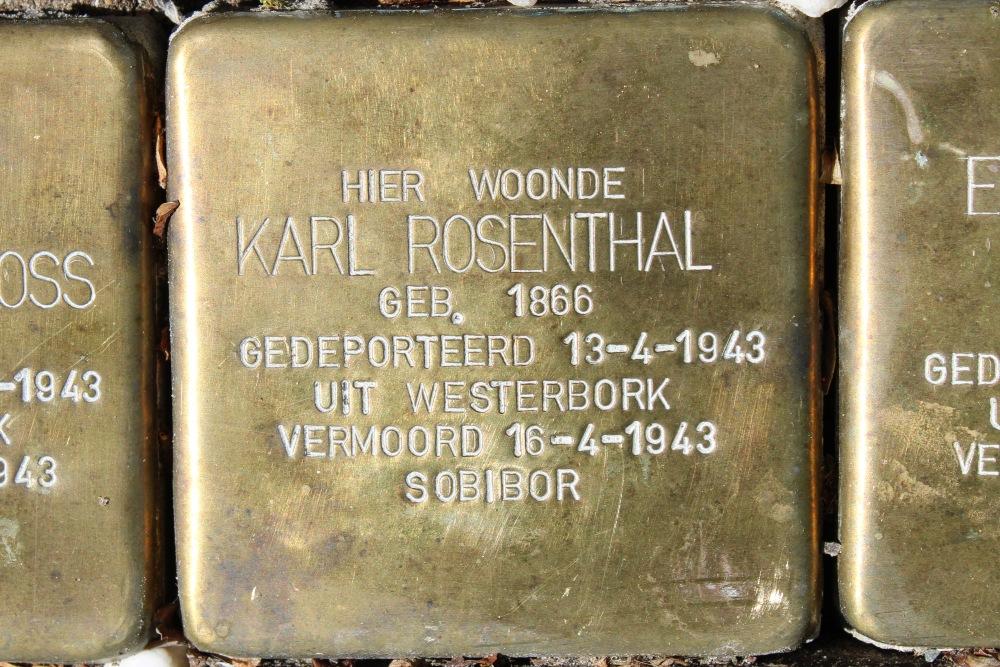 HIER WOONDE
KARL ROSENTHAL
GEB. 1866
GEDEPORTEERD 13-4-1943
UIT WESTERBORK
VERMOORD 16-4-1943
SOBIBOR